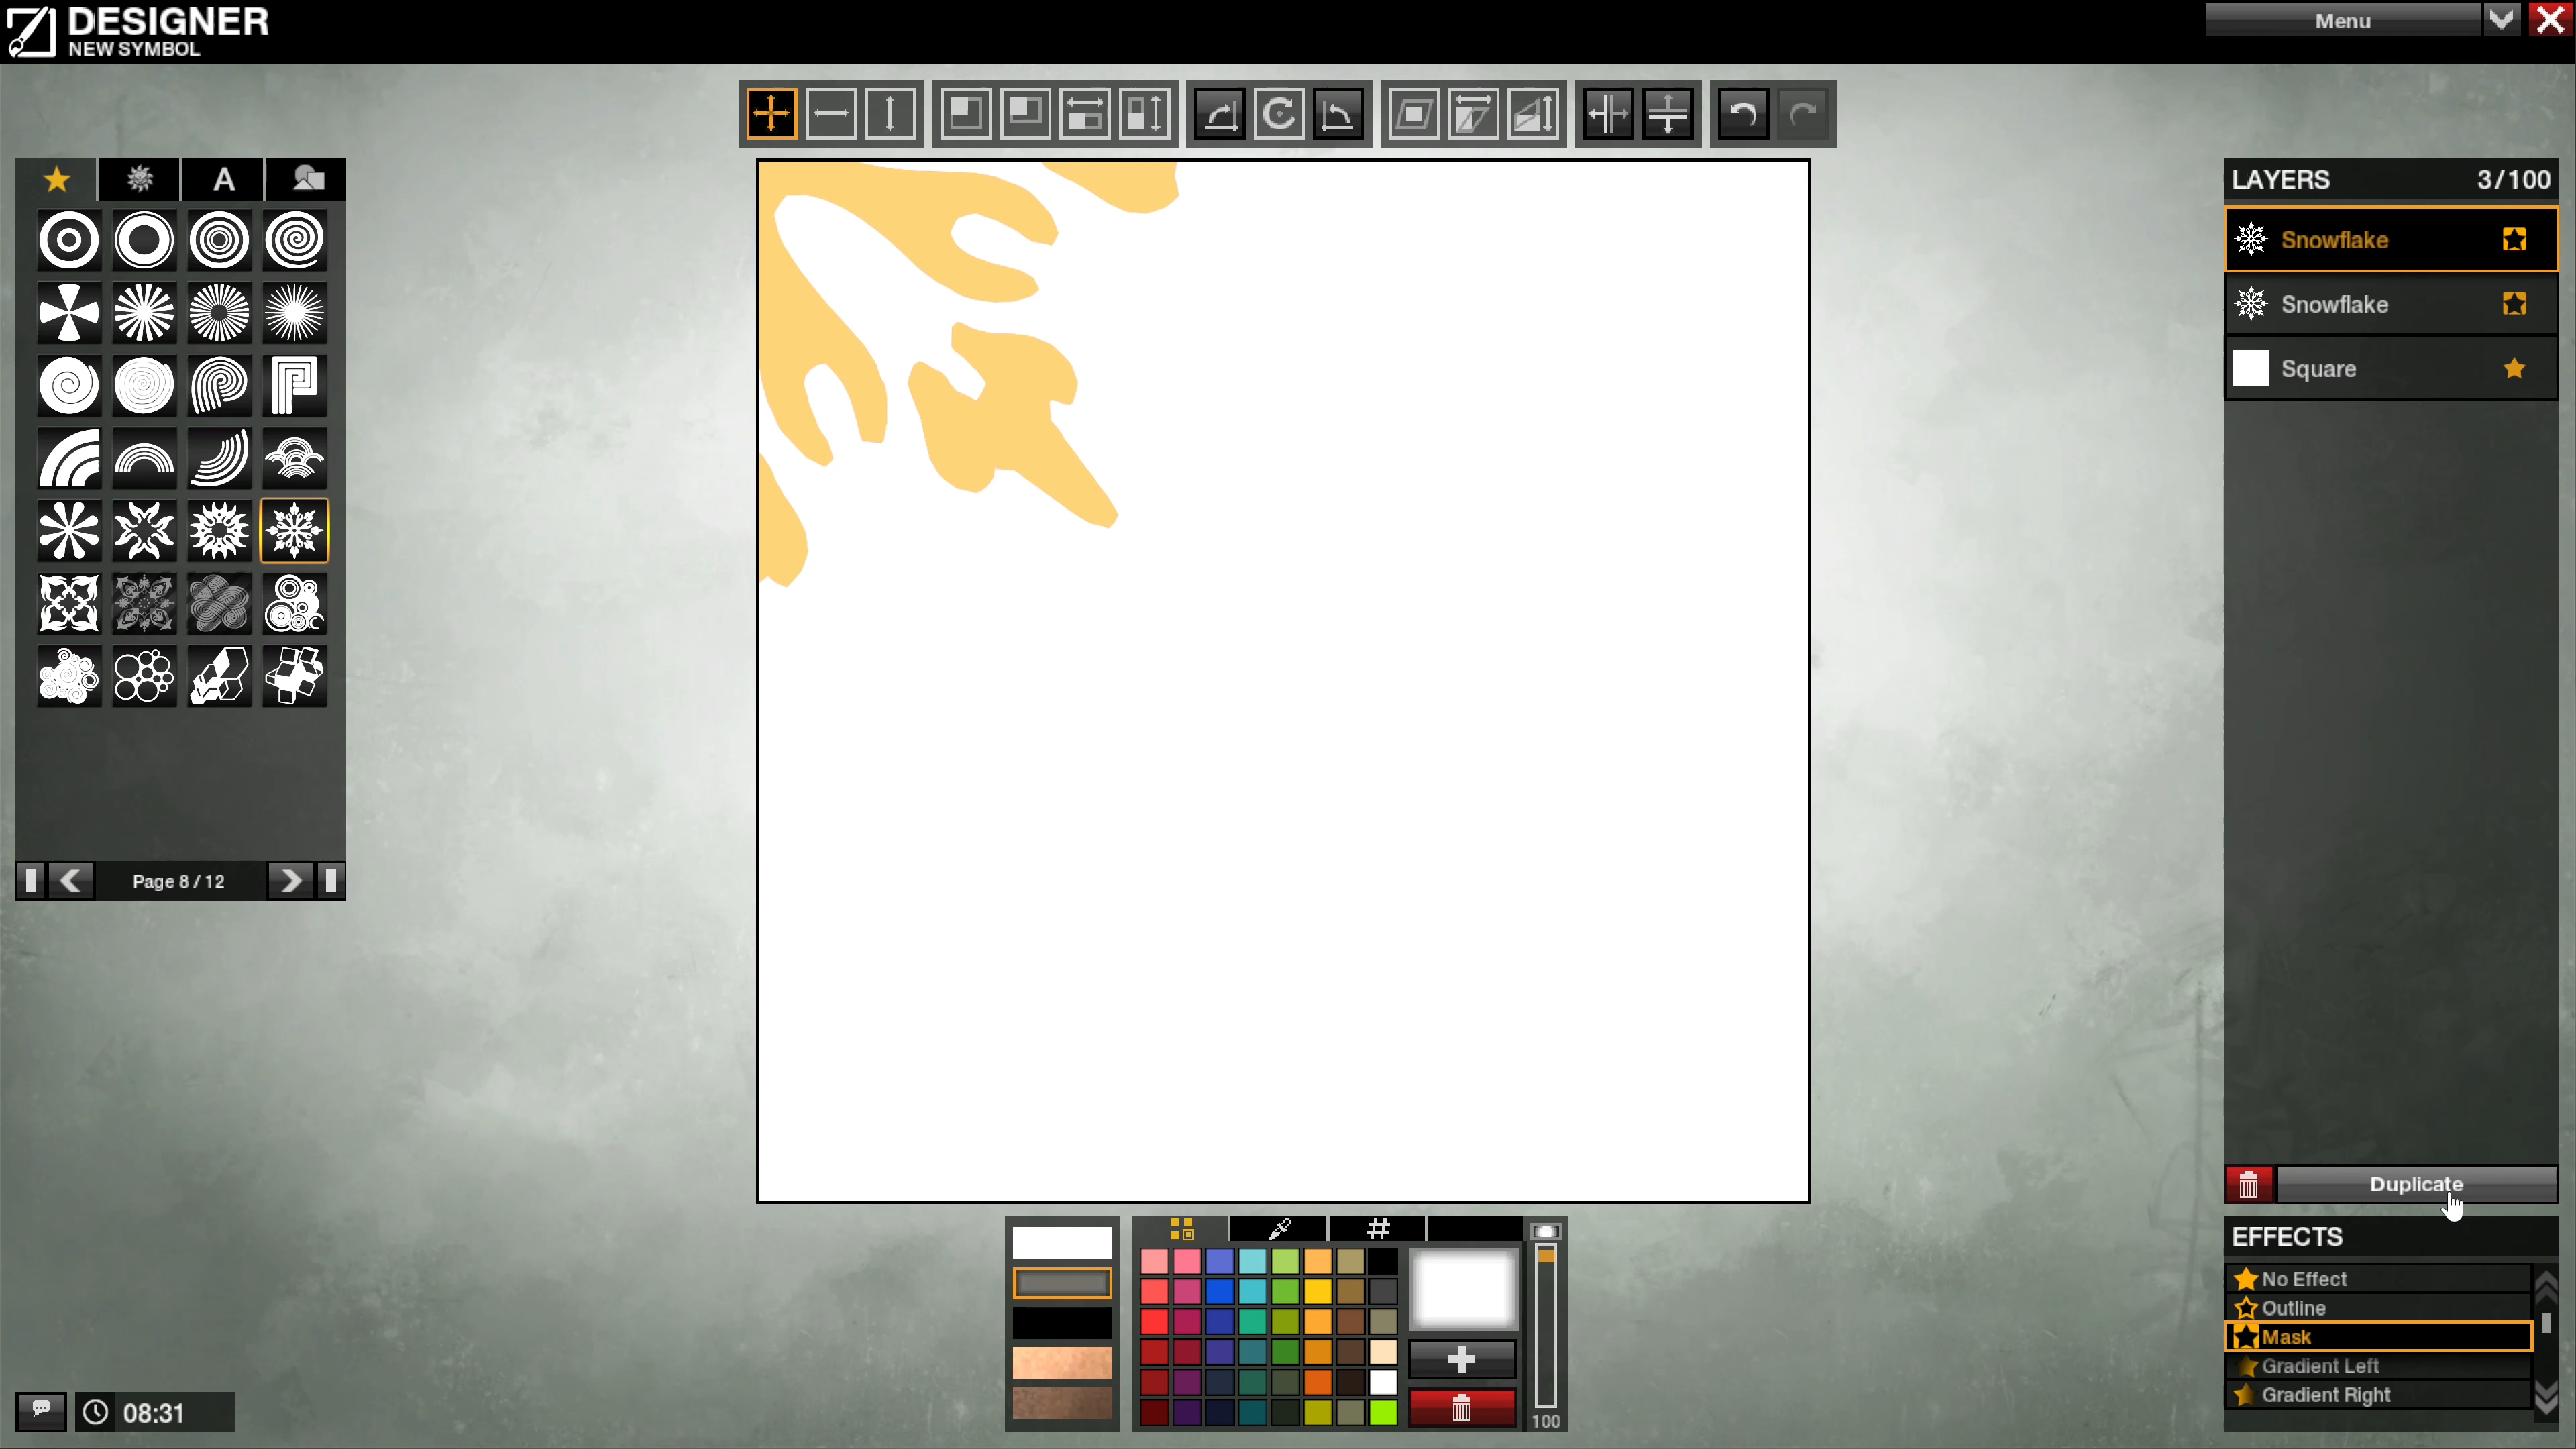 DESIGNER
NEW SYMBOL
Menu
A
LAYERS 3/100
Snowflake
Snowflake
Square
Page 8 / 12
Duplicate
EFFECTS
No Effect
Outline
Mask
Gradient Left
Gradient Right
#
100
08:31